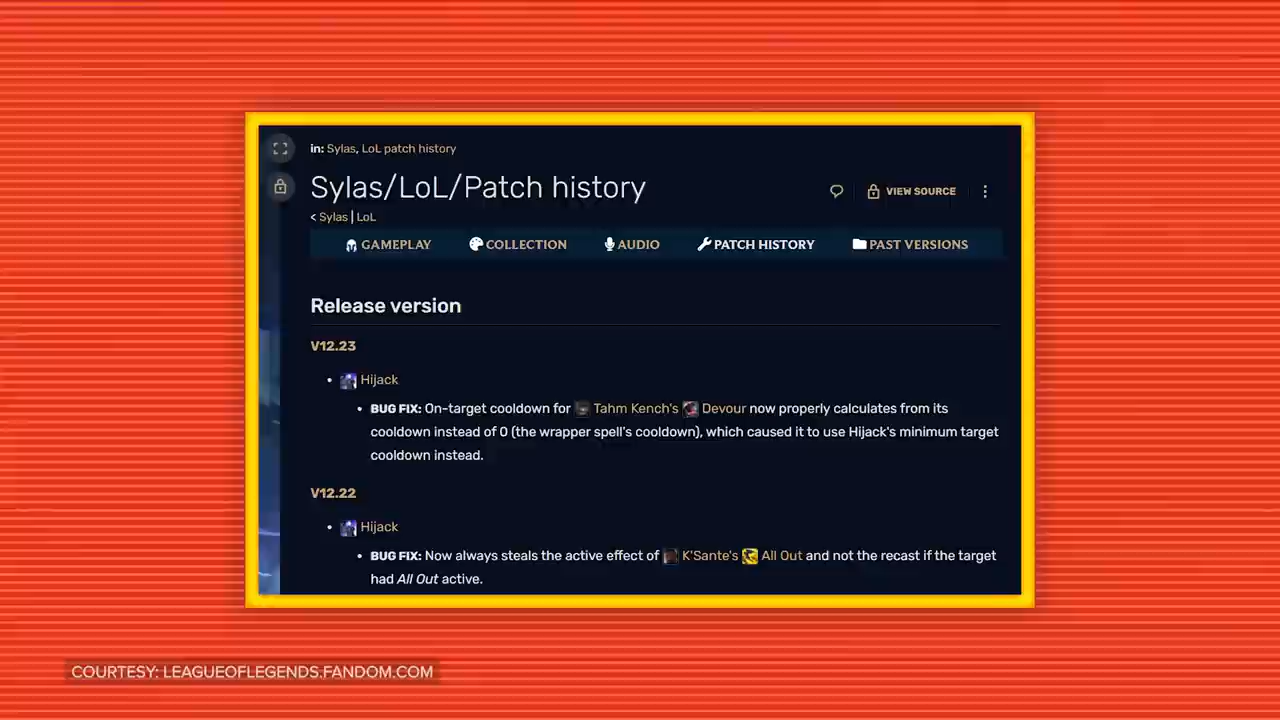 in: Sylas, LoL patch history
Sylas/LoL/Patch history
VIEW SOURCE
< Sylas | LoL
GAMEPLAY COLLECTION AUDIO PATCH HISTORY PAST VERSIONS
Release version
V12.23
• Hijack
• BUG FIX: On-target cooldown for Tahm Kench's Devour now properly calculates from its
cooldown instead of 0 (the wrapper spell's cooldown), which caused it to use Hijack's minimum target
cooldown instead.
V12.22
• Hijack
• BUG FIX: Now always steals the active effect of K'Sante's All Out and not the recast if the target
had All Out active.
COURTESY: LEAGUEOFLEGENDS.FANDOM.COM